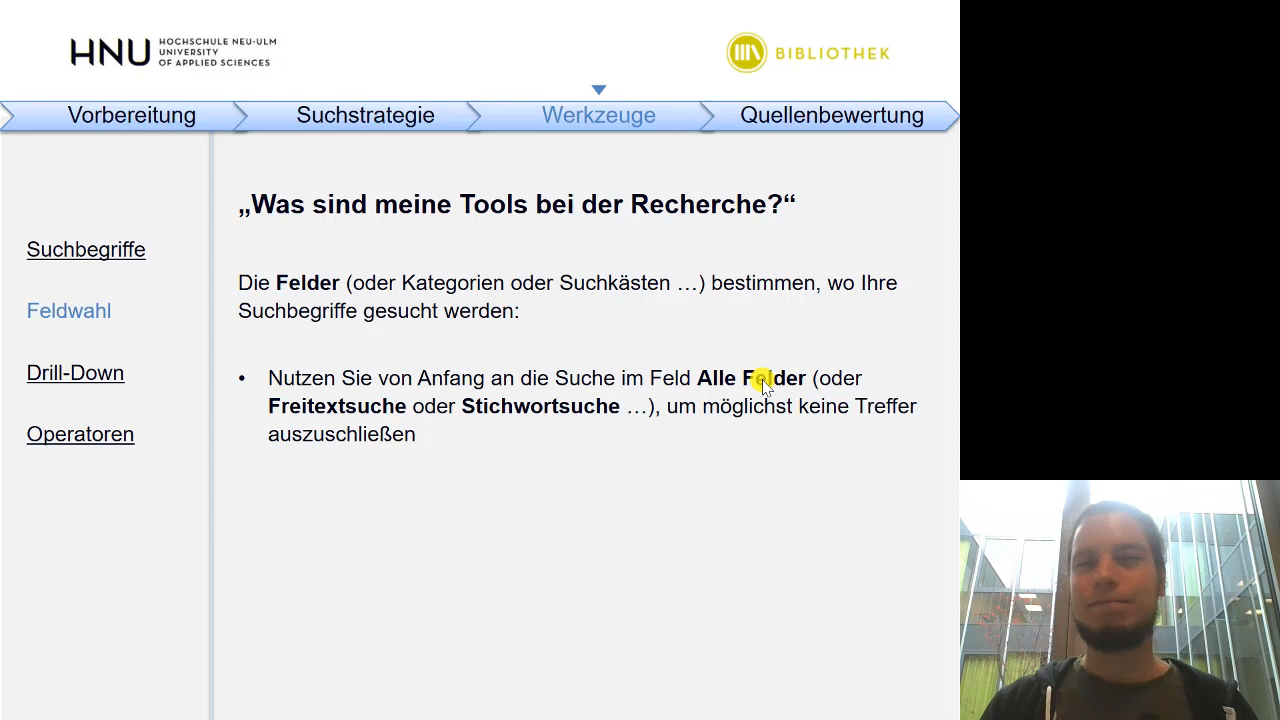 HNU HOCHSCHULE NEU-ULM
UNIVERSITY
OF APPLIED SCIENCES
BIBLIOTHEK
Vorbereitung
Suchstrategie
Werkzeuge
Quellenbewertung
Suchbegriffe
Feldwahl
Drill-Down
Operatoren
„Was sind meine Tools bei der Recherche?“
Die Felder (oder Kategorien oder Suchkästen …) bestimmen, wo Ihre
Suchbegriffe gesucht werden:
• Nutzen Sie von Anfang an die Suche im Feld Alle Felder (oder
Freitextsuche oder Stichwortsuche …), um möglichst keine Treffer
auszuschließen